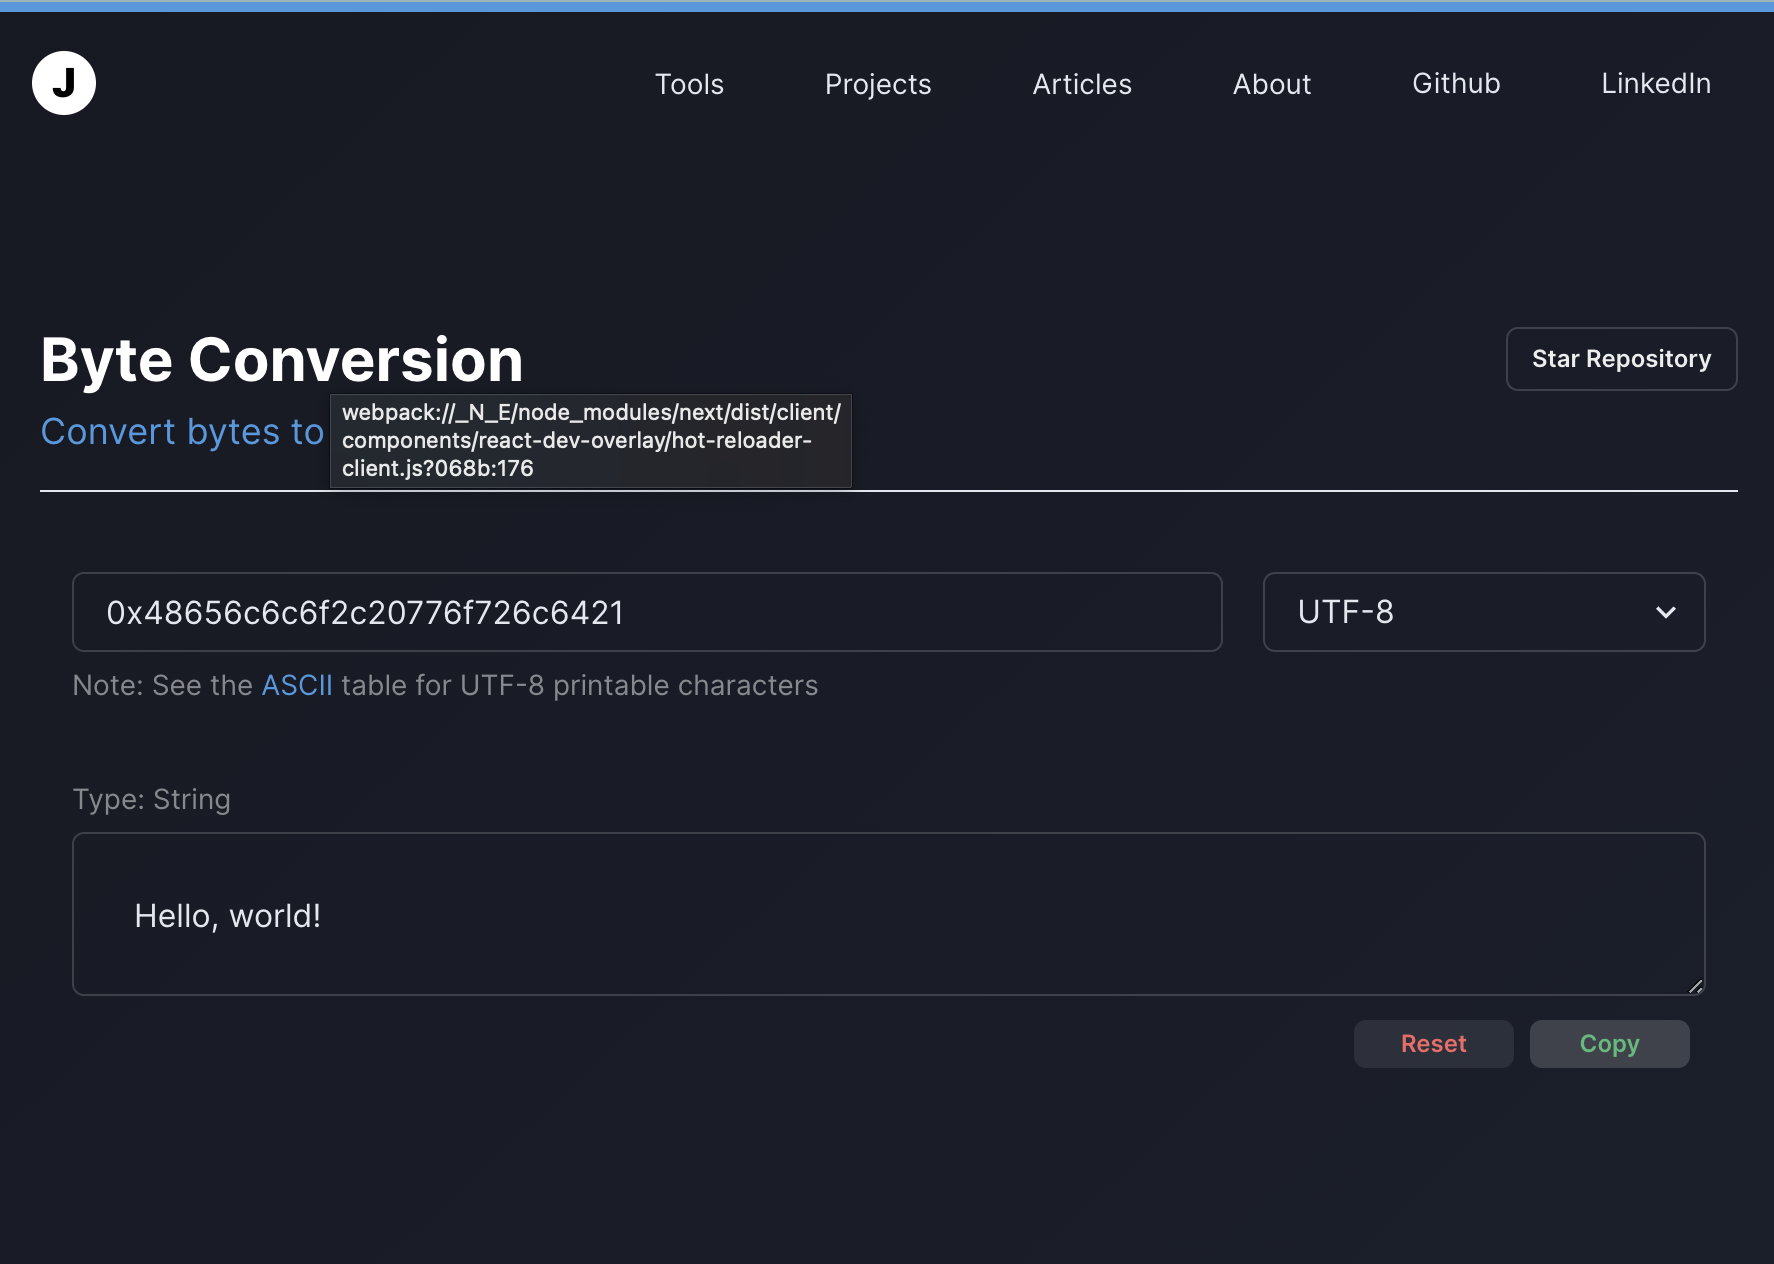 J
Tools
Projects
Articles
About
Github
LinkedIn
Byte Conversion
Star Repository
Convert bytes to
webpack://_N_E/node_modules/next/dist/client/
components/react-dev-overlay/hot-reloader-
client.js?068b:176
0x48656c6c6f2c20776f726c6421
UTF-8
Note: See the ASCII table for UTF-8 printable characters
Type: String
Hello, world!
Reset
Copy